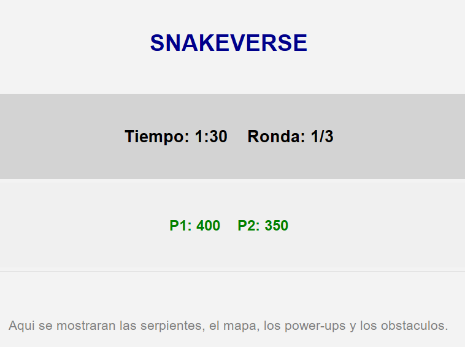 SNAKEVERSE
Tiempo: 1:30 Ronda: 1/3
P1: 400 P2: 350
Aqui se mostraran las serpientes, el mapa, los power-ups y los obstaculos.